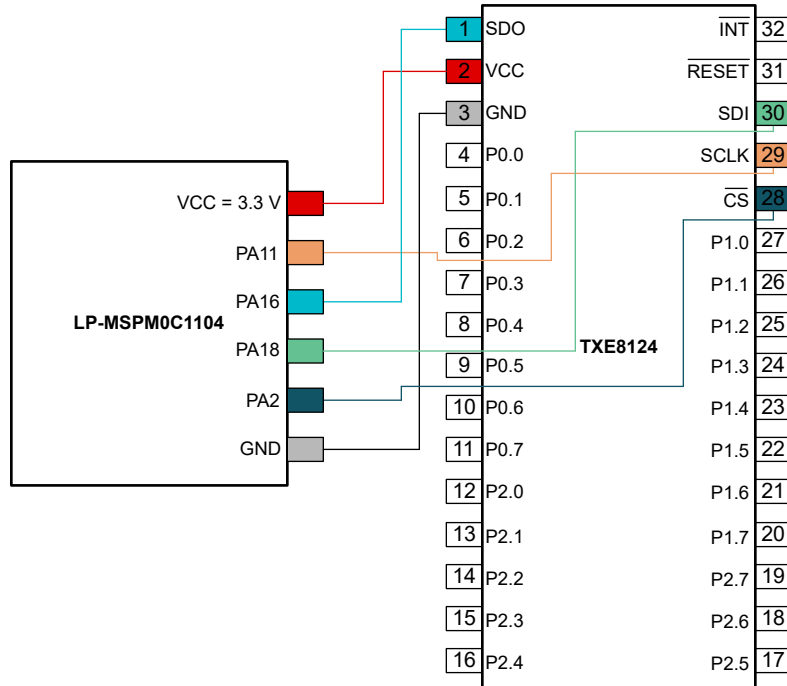 LP-MSPM0C1104
VCC = 3.3 V
PA11
PA16
PA18
PA2
GND
TXE8124
1 SDO
2 VCC
3 GND
4 P0.0
5 P0.1
6 P0.2
7 P0.3
8 P0.4
9 P0.5
10 P0.6
11 P0.7
12 P2.0
13 P2.1
14 P2.2
15 P2.3
16 P2.4
INT 32
RESET 31
SDI 30
SCLK 29
CS 28
P1.0 27
P1.1 26
P1.2 25
P1.3 24
P1.4 23
P1.5 22
P1.6 21
P1.7 20
P2.7 19
P2.6 18
P2.5 17